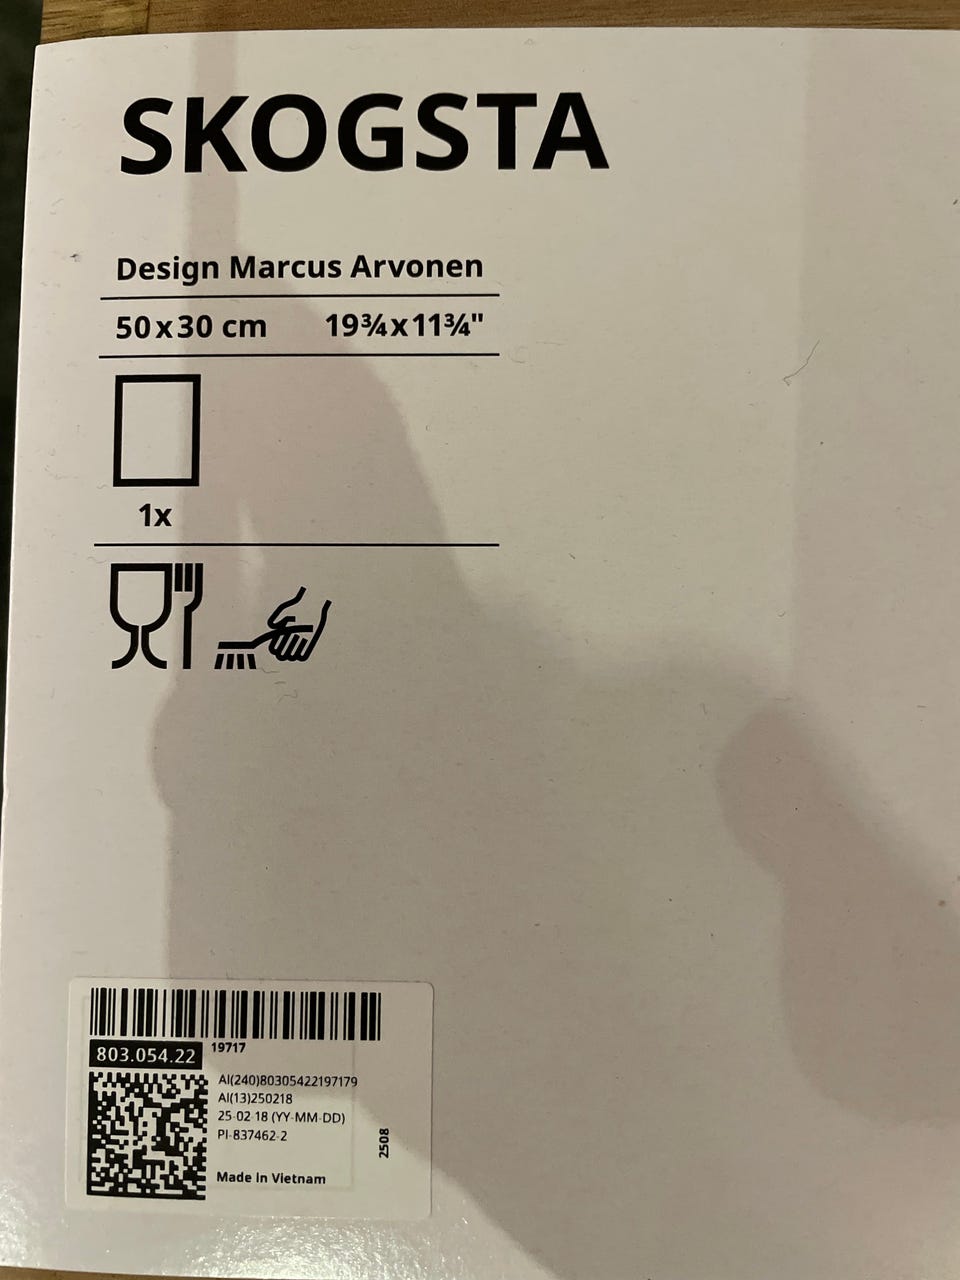 SKOGSTA
Design Marcus Arvonen
50x30 cm 19¾x11¾"
1x
803.054.22 19717
AI(240)80305422197179
AI(13)250218
25-02-18 (YY-MM-DD)
PI-837462-2
2508
Made In Vietnam